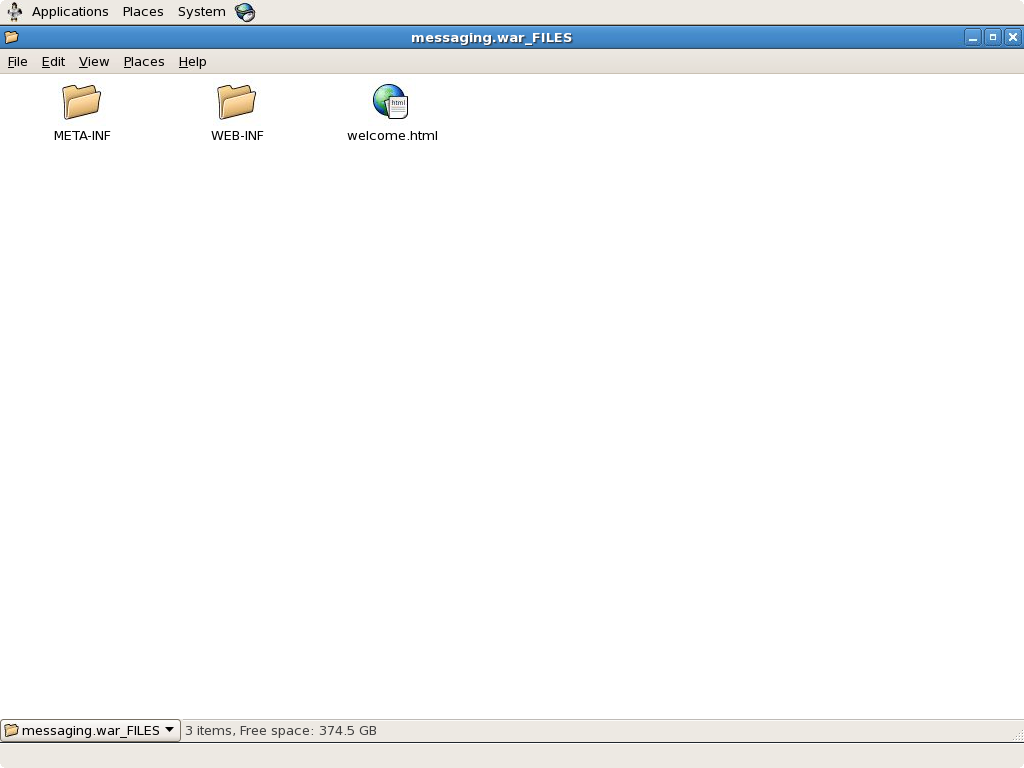 Applications Places System
messaging.war_FILES
File Edit View Places Help
META-INF WEB-INF welcome.html
html
messaging.war_FILES 3 items, Free space: 374.5 GB